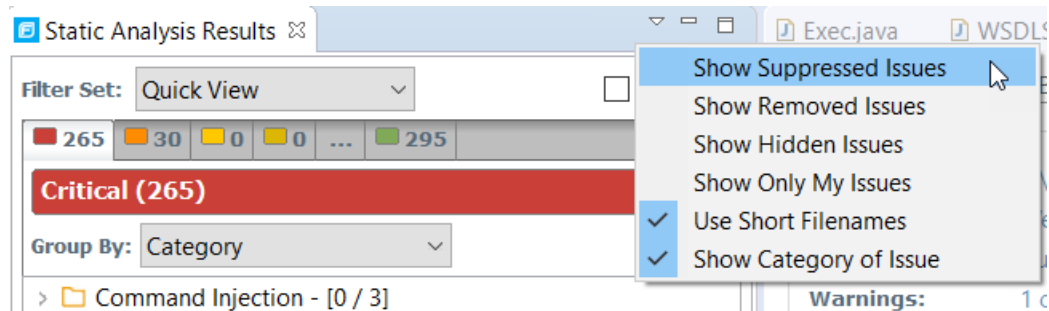 Static Analysis Results
Exec.java
Filter Set: Quick View
265 30 0 0 ... 295
Critical (265)
Group By: Category
Command Injection - [0 / 3]
Show Suppressed Issues
Show Removed Issues
Show Hidden Issues
Show Only My Issues
Use Short Filenames
Show Category of Issue
Warnings: 1